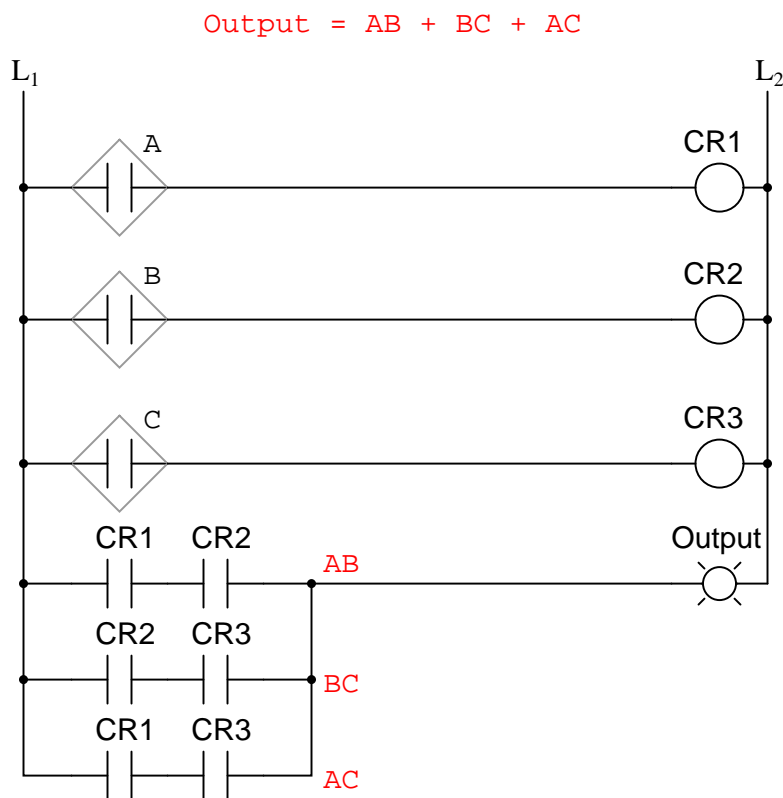 Output = AB + BC + AC
L1 L2
A CR1
B CR2
C CR3
CR1 CR2 AB Output
CR2 CR3 BC
CR1 CR3 AC